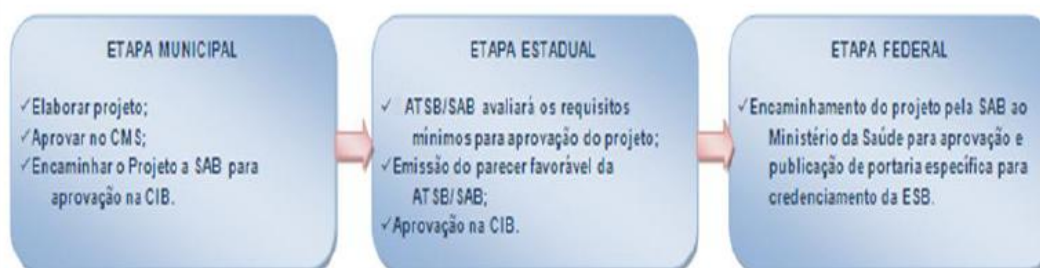 ETAPA MUNICIPAL
✓Elaborar projeto;
✓Aprovar no CMS;
✓Encaminhar o Projeto a SAB para
aprovação na CIB.
ETAPA ESTADUAL
✓ ATSB/SAB avaliará os requisitos
mínimos para aprovação do projeto;
✓Emissão do parecer favorável da
ATSB/SAB;
✓Aprovação na CIB.
ETAPA FEDERAL
✓Encaminhamento do projeto pela SAB ao
Ministério da Saúde para aprovação e
publicação de portaria específica para
credenciamento da ESB.